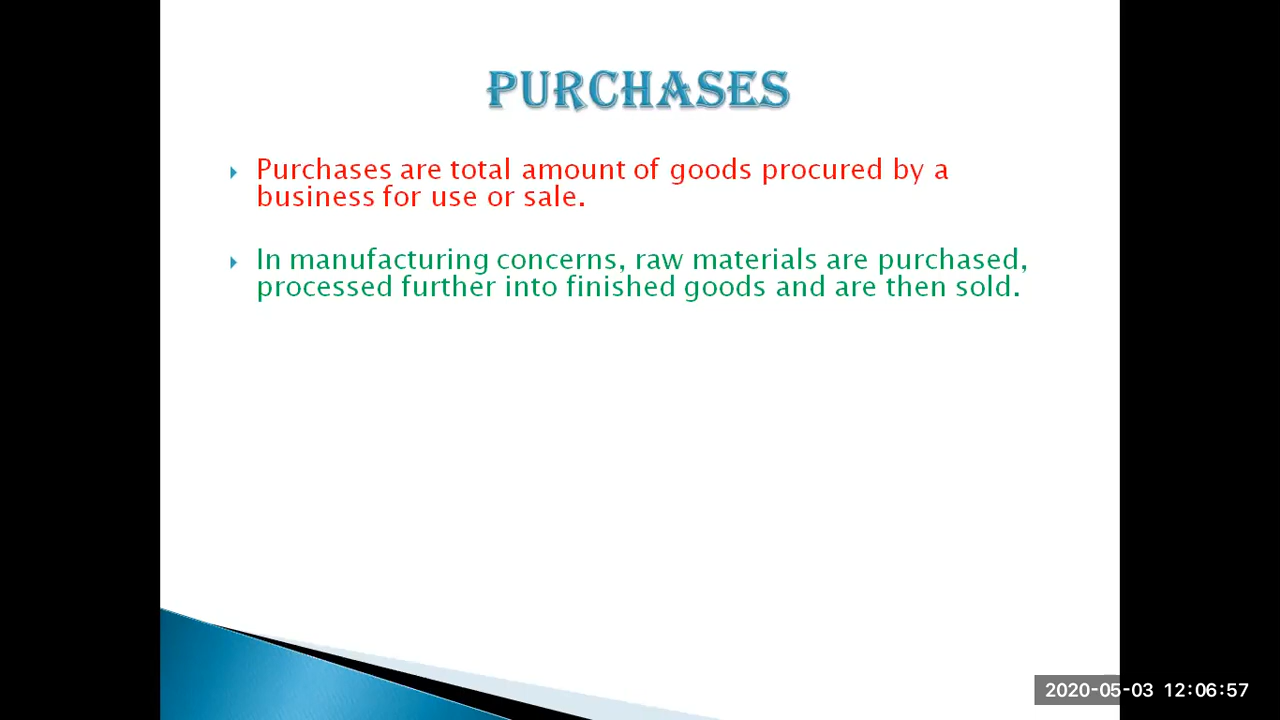 PURCHASES
Purchases are total amount of goods procured by a
business for use or sale.
In manufacturing concerns, raw materials are purchased,
processed further into finished goods and are then sold.
2020-05-03 12:06:57